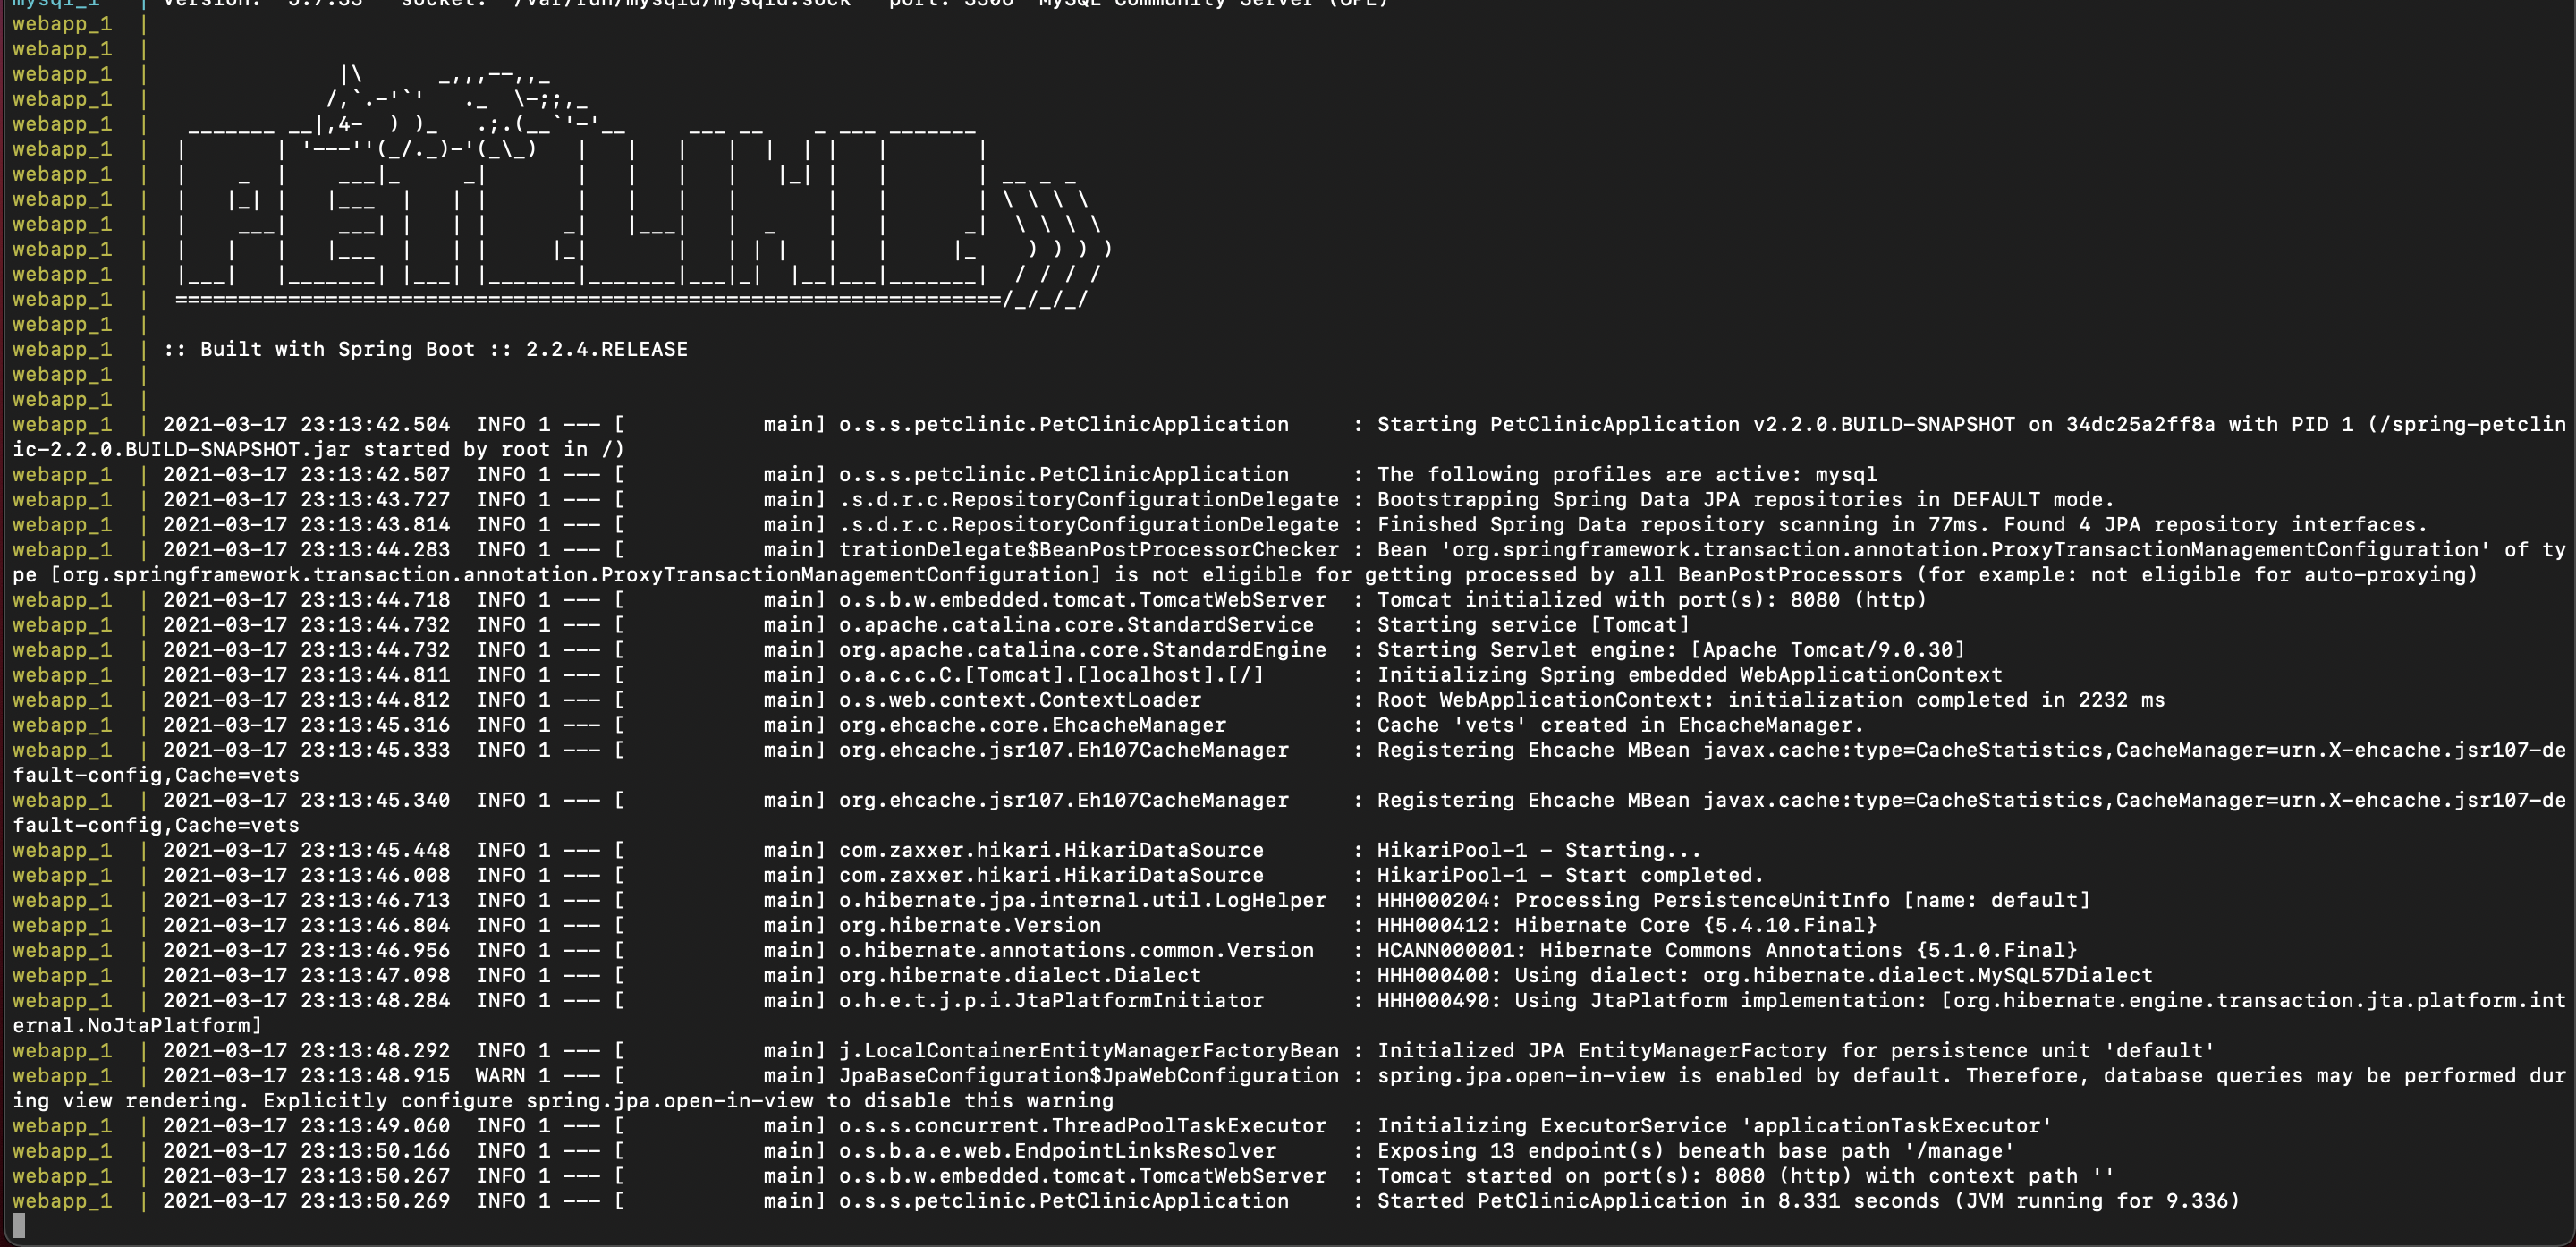 mysql_1   | Version: '5.7.33'  socket: '/var/run/mysqld/mysqld.sock'  port: 3306  MySQL Community Server (GPL)
webapp_1  |
webapp_1  |
webapp_1  |                |\      _,,,--,,_
webapp_1  |               /,`.-'`'   ._  \-;;,_
webapp_1  |    _______ __|,4-  ) )_   .;.(__`'-'__     ___ __    _ ___ _______
webapp_1  |   |       | '---''(_/._)-'(_\_)   |   |   |   |  |  | |   |       |
webapp_1  |   |    _  |    ___|_     _|       |   |   |   |   |_| |   |       | __ _ _
webapp_1  |   |   |_| |   |___  |   | |       |   |   |   |       |   |       | \ \ \ \
webapp_1  |   |    ___|    ___| |   | |      _|   |___|   |  _    |   |      _|  \ \ \ \
webapp_1  |   |   |   |   |___  |   | |     |_|       |   | | |   |   |     |_    ) ) ) )
webapp_1  |   |___|   |_______| |___| |_______|_______|___|_|  |__|___|_______|  / / / /
webapp_1  |   ==================================================================/_/_/_/
webapp_1  |
webapp_1  |  :: Built with Spring Boot :: 2.2.4.RELEASE
webapp_1  |
webapp_1  |
webapp_1  | 2021-03-17 23:13:42.504  INFO 1 --- [           main] o.s.s.petclinic.PetClinicApplication     : Starting PetClinicApplication v2.2.0.BUILD-SNAPSHOT on 34dc25a2ff8a with PID 1 (/spring-petclin
ic-2.2.0.BUILD-SNAPSHOT.jar started by root in /)
webapp_1  | 2021-03-17 23:13:42.507  INFO 1 --- [           main] o.s.s.petclinic.PetClinicApplication     : The following profiles are active: mysql
webapp_1  | 2021-03-17 23:13:43.727  INFO 1 --- [           main] .s.d.r.c.RepositoryConfigurationDelegate : Bootstrapping Spring Data JPA repositories in DEFAULT mode.
webapp_1  | 2021-03-17 23:13:43.814  INFO 1 --- [           main] .s.d.r.c.RepositoryConfigurationDelegate : Finished Spring Data repository scanning in 77ms. Found 4 JPA repository interfaces.
webapp_1  | 2021-03-17 23:13:44.283  INFO 1 --- [           main] trationDelegate$BeanPostProcessorChecker : Bean 'org.springframework.transaction.annotation.ProxyTransactionManagementConfiguration' of ty
pe [org.springframework.transaction.annotation.ProxyTransactionManagementConfiguration] is not eligible for getting processed by all BeanPostProcessors (for example: not eligible for auto-proxying)
webapp_1  | 2021-03-17 23:13:44.718  INFO 1 --- [           main] o.s.b.w.embedded.tomcat.TomcatWebServer  : Tomcat initialized with port(s): 8080 (http)
webapp_1  | 2021-03-17 23:13:44.732  INFO 1 --- [           main] o.apache.catalina.core.StandardService   : Starting service [Tomcat]
webapp_1  | 2021-03-17 23:13:44.732  INFO 1 --- [           main] org.apache.catalina.core.StandardEngine  : Starting Servlet engine: [Apache Tomcat/9.0.30]
webapp_1  | 2021-03-17 23:13:44.811  INFO 1 --- [           main] o.a.c.c.C.[Tomcat].[localhost].[/]       : Initializing Spring embedded WebApplicationContext
webapp_1  | 2021-03-17 23:13:44.812  INFO 1 --- [           main] o.s.web.context.ContextLoader            : Root WebApplicationContext: initialization completed in 2232 ms
webapp_1  | 2021-03-17 23:13:45.316  INFO 1 --- [           main] org.ehcache.core.EhcacheManager          : Cache 'vets' created in EhcacheManager.
webapp_1  | 2021-03-17 23:13:45.333  INFO 1 --- [           main] org.ehcache.jsr107.Eh107CacheManager     : Registering Ehcache MBean javax.cache:type=CacheStatistics,CacheManager=urn.X-ehcache.jsr107-de
fault-config,Cache=vets
webapp_1  | 2021-03-17 23:13:45.340  INFO 1 --- [           main] org.ehcache.jsr107.Eh107CacheManager     : Registering Ehcache MBean javax.cache:type=CacheStatistics,CacheManager=urn.X-ehcache.jsr107-de
fault-config,Cache=vets
webapp_1  | 2021-03-17 23:13:45.448  INFO 1 --- [           main] com.zaxxer.hikari.HikariDataSource       : HikariPool-1 - Starting...
webapp_1  | 2021-03-17 23:13:46.008  INFO 1 --- [           main] com.zaxxer.hikari.HikariDataSource       : HikariPool-1 - Start completed.
webapp_1  | 2021-03-17 23:13:46.713  INFO 1 --- [           main] o.hibernate.jpa.internal.util.LogHelper  : HHH000204: Processing PersistenceUnitInfo [name: default]
webapp_1  | 2021-03-17 23:13:46.804  INFO 1 --- [           main] org.hibernate.Version                    : HHH000412: Hibernate Core {5.4.10.Final}
webapp_1  | 2021-03-17 23:13:46.956  INFO 1 --- [           main] o.hibernate.annotations.common.Version   : HCANN000001: Hibernate Commons Annotations {5.1.0.Final}
webapp_1  | 2021-03-17 23:13:47.098  INFO 1 --- [           main] org.hibernate.dialect.Dialect            : HHH000400: Using dialect: org.hibernate.dialect.MySQL57Dialect
webapp_1  | 2021-03-17 23:13:48.284  INFO 1 --- [           main] o.h.e.t.j.p.i.JtaPlatformInitiator       : HHH000490: Using JtaPlatform implementation: [org.hibernate.engine.transaction.jta.platform.int
ernal.NoJtaPlatform]
webapp_1  | 2021-03-17 23:13:48.292  INFO 1 --- [           main] j.LocalContainerEntityManagerFactoryBean : Initialized JPA EntityManagerFactory for persistence unit 'default'
webapp_1  | 2021-03-17 23:13:48.915  WARN 1 --- [           main] JpaBaseConfiguration$JpaWebConfiguration : spring.jpa.open-in-view is enabled by default. Therefore, database queries may be performed dur
ing view rendering. Explicitly configure spring.jpa.open-in-view to disable this warning
webapp_1  | 2021-03-17 23:13:49.060  INFO 1 --- [           main] o.s.s.concurrent.ThreadPoolTaskExecutor  : Initializing ExecutorService 'applicationTaskExecutor'
webapp_1  | 2021-03-17 23:13:50.166  INFO 1 --- [           main] o.s.b.a.e.web.EndpointLinksResolver      : Exposing 13 endpoint(s) beneath base path '/manage'
webapp_1  | 2021-03-17 23:13:50.267  INFO 1 --- [           main] o.s.b.w.embedded.tomcat.TomcatWebServer  : Tomcat started on port(s): 8080 (http) with context path ''
webapp_1  | 2021-03-17 23:13:50.269  INFO 1 --- [           main] o.s.s.petclinic.PetClinicApplication     : Started PetClinicApplication in 8.331 seconds (JVM running for 9.336)